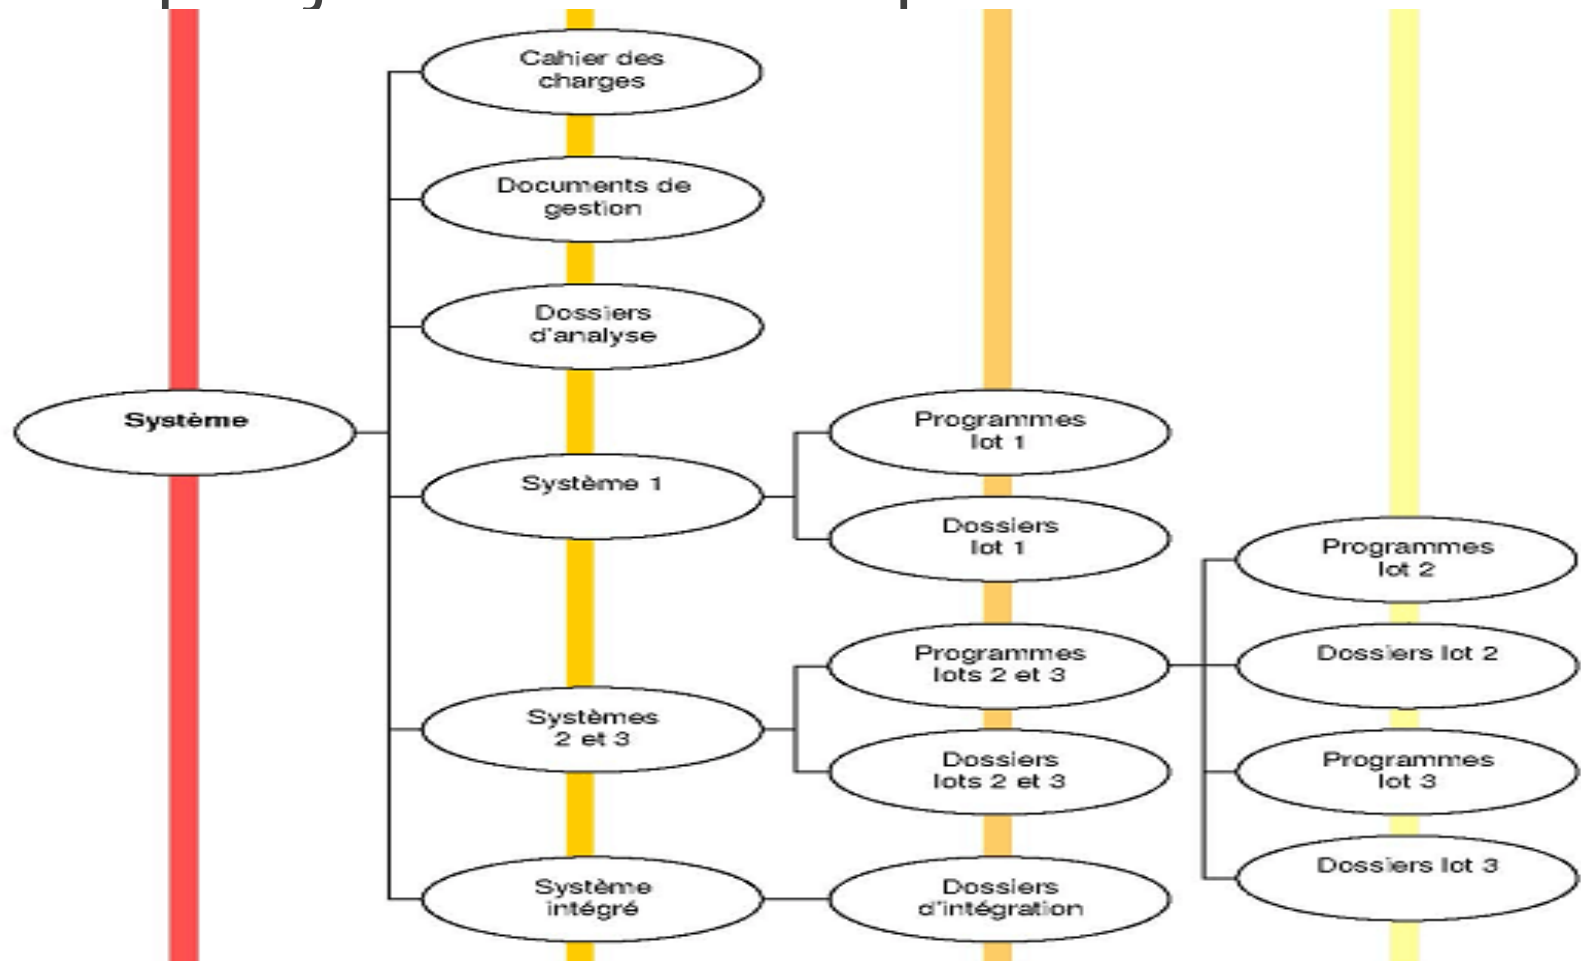 Cahier des
charges
Documents de
gestion
Dossiers
d'analyse
Système
Système 1
Systèmes
2 et 3
Système
intégré
Programmes
lot 1
Dossiers
lot 1
Programmes
lots 2 et 3
Dossiers
lots 2 et 3
Dossiers
d'intégration
Programmes
lot 2
Dossiers lot 2
Programmes
lot 3
Dossiers lot 3